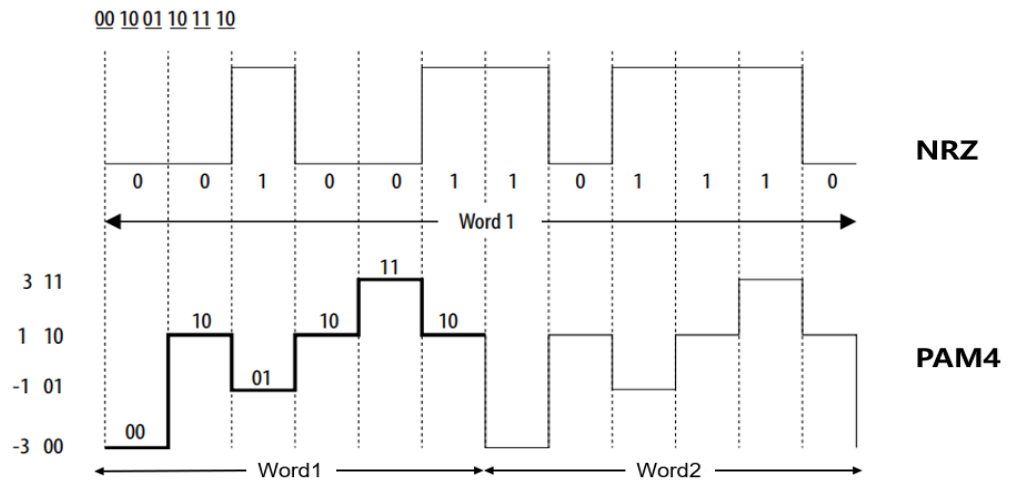 00 10 01 10 11 10
NRZ
0 0 1 0 0 1 1 0 1 1 1 0
Word 1
11
3 11
10 10 10
1 10
PAM4
-1 01
01
00
-3 00
Word1 Word2